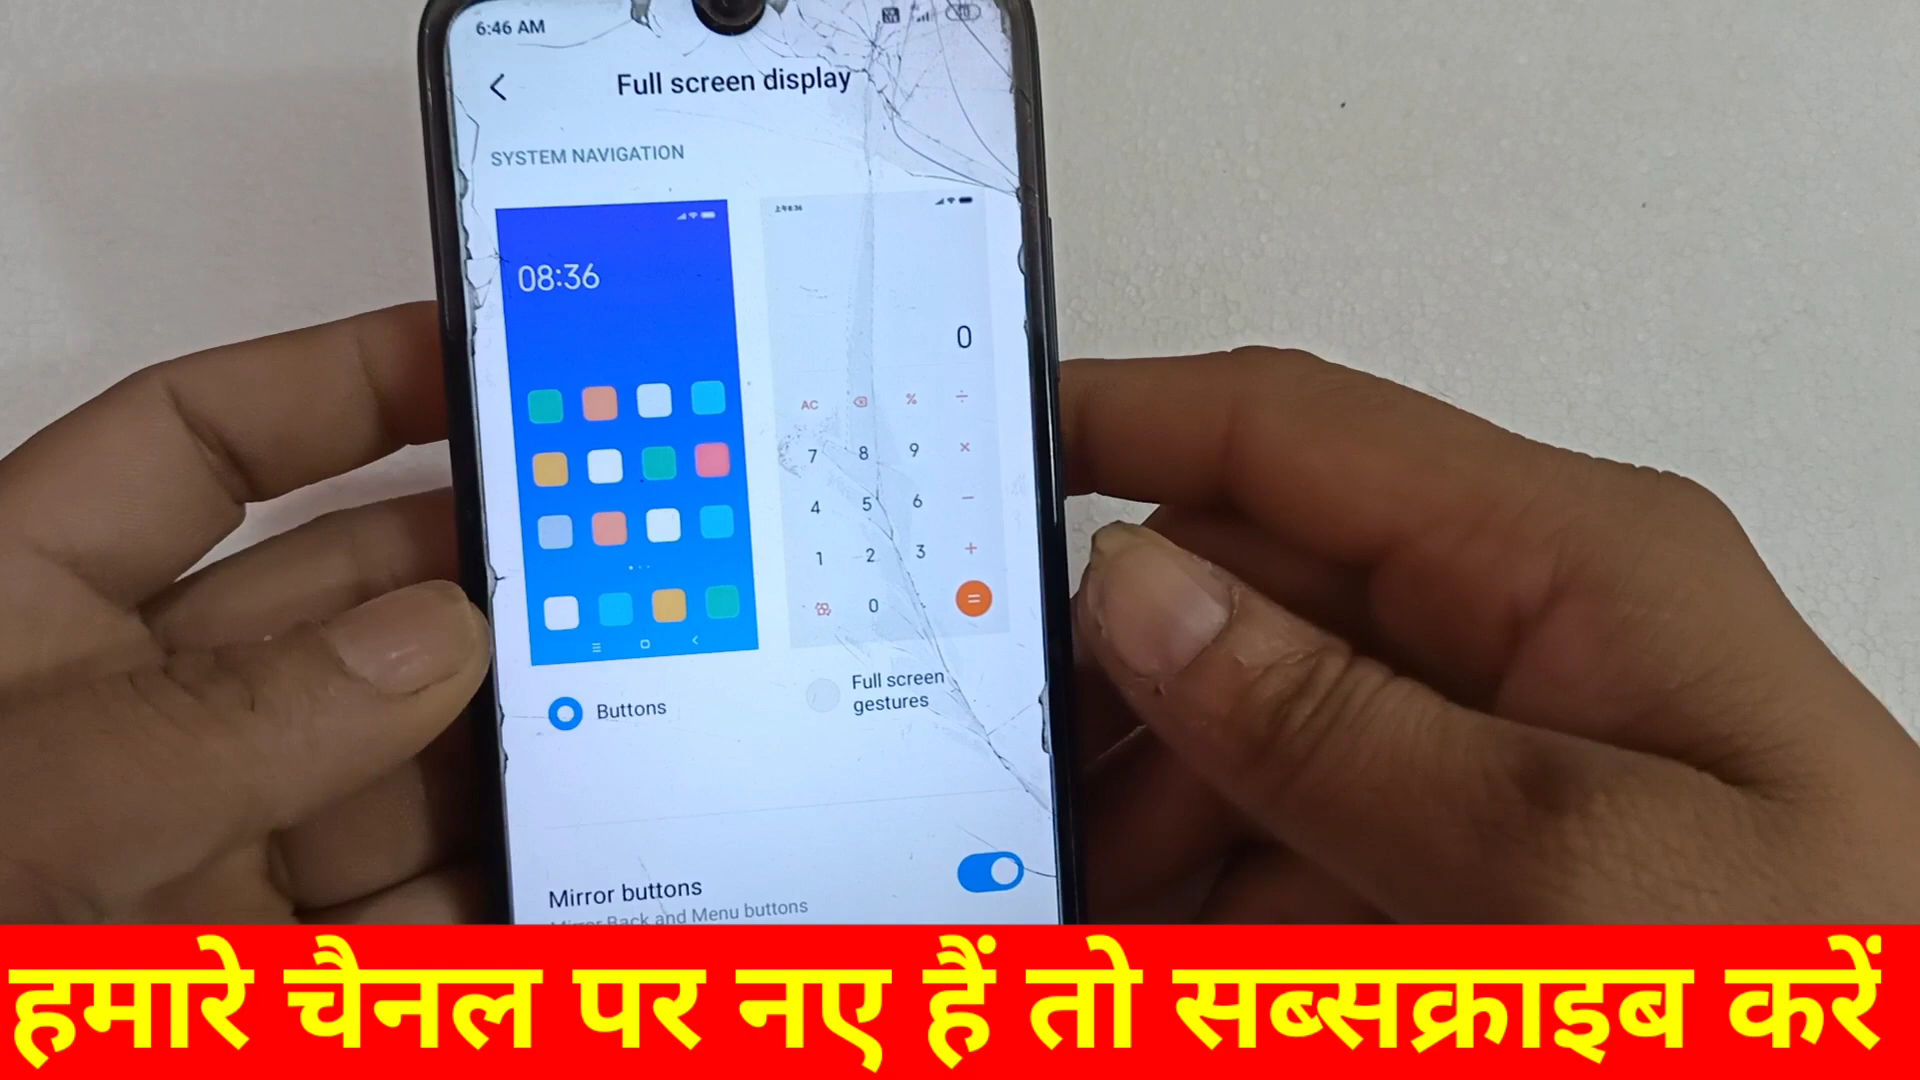 6:46 AM
Full screen display
SYSTEM NAVIGATION
08:36
0
AC % ÷
7 8 9 ×
4 5 6 −
1 2 3 +
0 =
Buttons
Full screen
gestures
Mirror buttons
Mirror Back and Menu buttons
हमारे चैनल पर नए हैं तो सब्सक्राइब करें